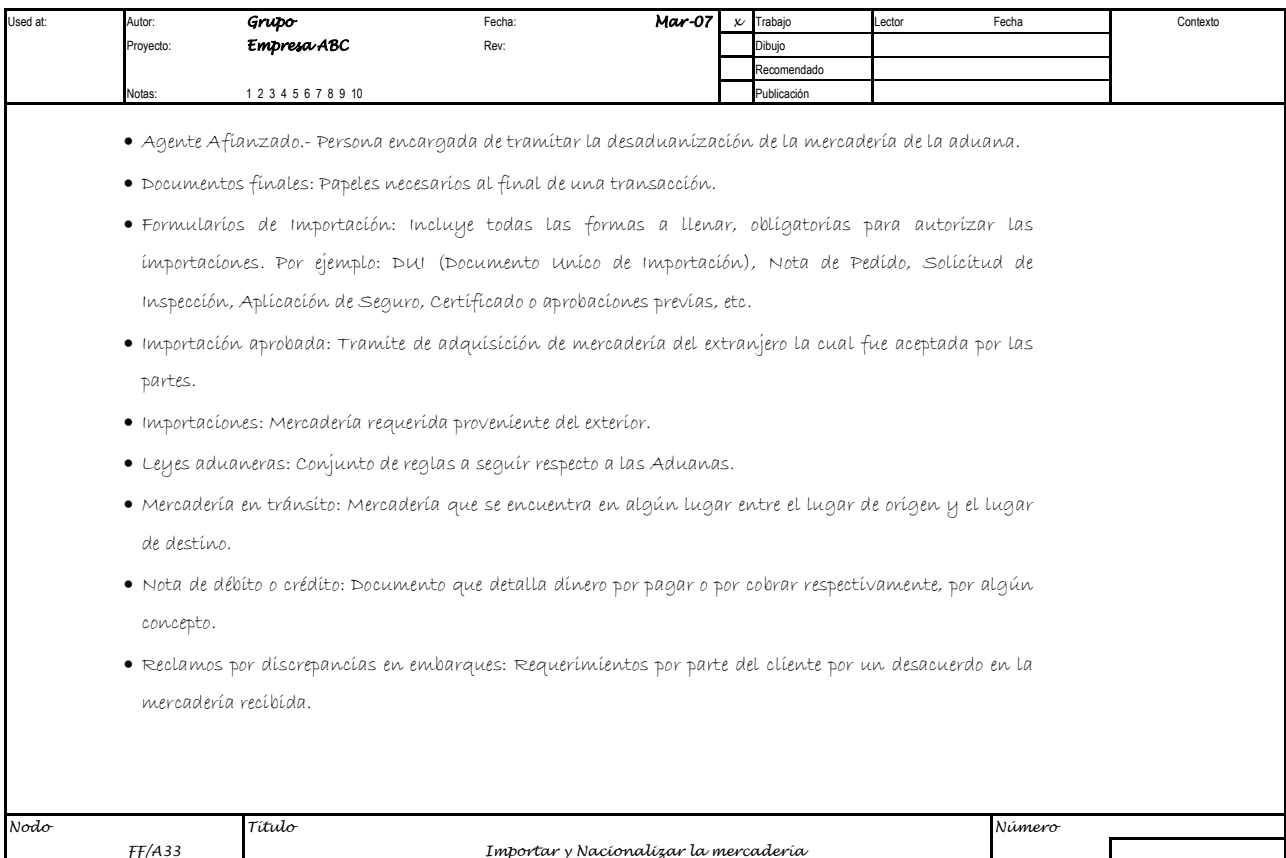 Used at: Autor: Grupo Fecha: Mar-07 x Trabajo Lector Fecha Contexto
Proyecto: Empresa ABC Rev: Dibujo
Recomendado
Notas: 1 2 3 4 5 6 7 8 9 10 Publicación
• Agente Afianzado.- Persona encargada de tramitar la desaduanización de la mercadería de la aduana.
• Documentos finales: Papeles necesarios al final de una transacción.
• Formularios de Importación: Incluye todas las formas a llenar, obligatorias para autorizar las
importaciones. Por ejemplo: DUI (Documento Unico de Importación), Nota de Pedido, Solicitud de
Inspección, Aplicación de Seguro, Certificado o aprobaciones previas, etc.
• Importación aprobada: Tramite de adquisición de mercadería del extranjero la cual fue aceptada por las
partes.
• Importaciones: Mercadería requerida proveniente del exterior.
• Leyes aduaneras: Conjunto de reglas a seguir respecto a las Aduanas.
• Mercadería en tránsito: Mercadería que se encuentra en algún lugar entre el lugar de origen y el lugar
de destino.
• Nota de débito o crédito: Documento que detalla dinero por pagar o por cobrar respectivamente, por algún
concepto.
• Reclamos por discrepancias en embarques: Requerimientos por parte del cliente por un desacuerdo en la
mercadería recibida.
Nodo Título Número
FF/A33 Importar y Nacionalizar la mercadería